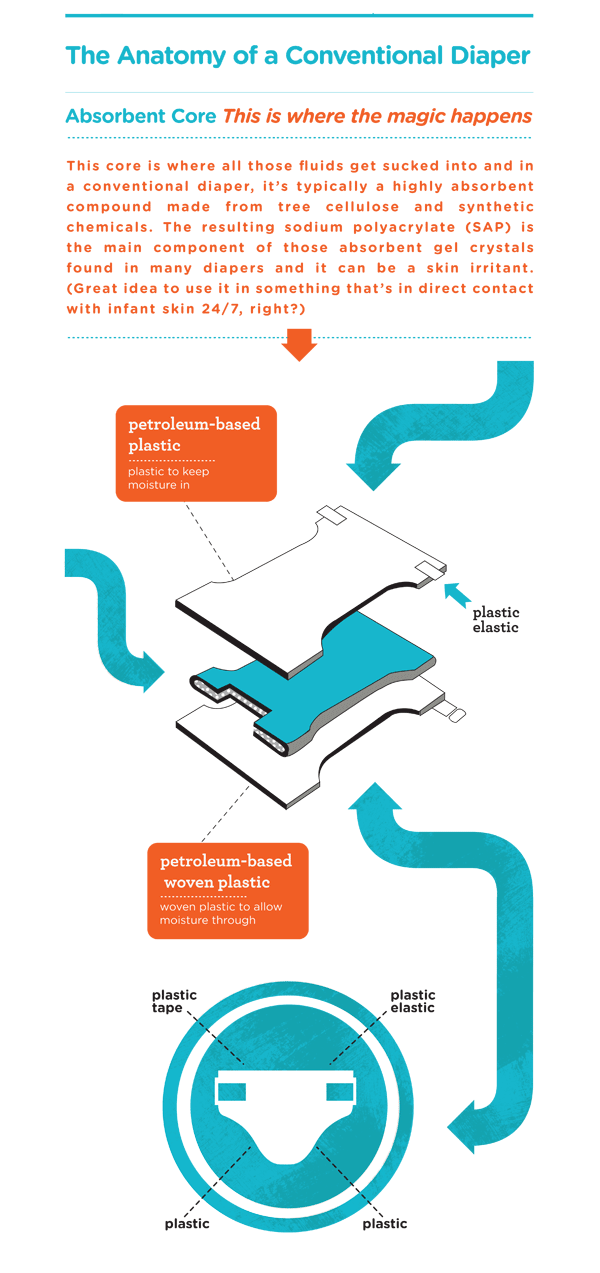 The Anatomy of a Conventional Diaper
Absorbent Core This is where the magic happens
This core is where all those fluids get sucked into and in
a conventional diaper, it's typically a highly absorbent
compound made from tree cellulose and synthetic
chemicals. The resulting sodium polyacrylate (SAP) is
the main component of those absorbent gel crystals
found in many diapers and it can be a skin irritant.
(Great idea to use it in something that's in direct contact
with infant skin 24/7, right?)
petroleum-based
plastic
plastic to keep
moisture in
plastic
elastic
petroleum-based
woven plastic
woven plastic to allow
moisture through
plastic
tape
plastic
elastic
plastic
plastic